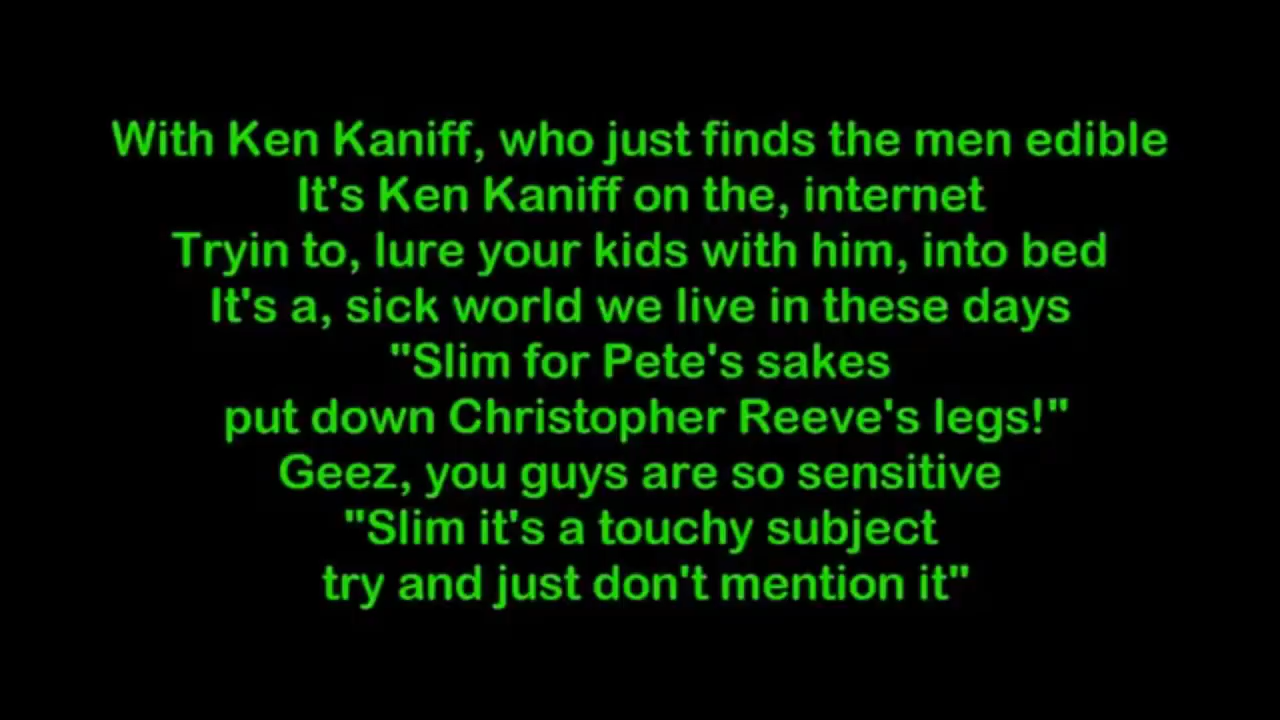 With Ken Kaniff, who just finds the men edible
It's Ken Kaniff on the, internet
Tryin to, lure your kids with him, into bed
It's a, sick world we live in these days
"Slim for Pete's sakes
put down Christopher Reeve's legs!"
Geez, you guys are so sensitive
"Slim it's a touchy subject
try and just don't mention it"